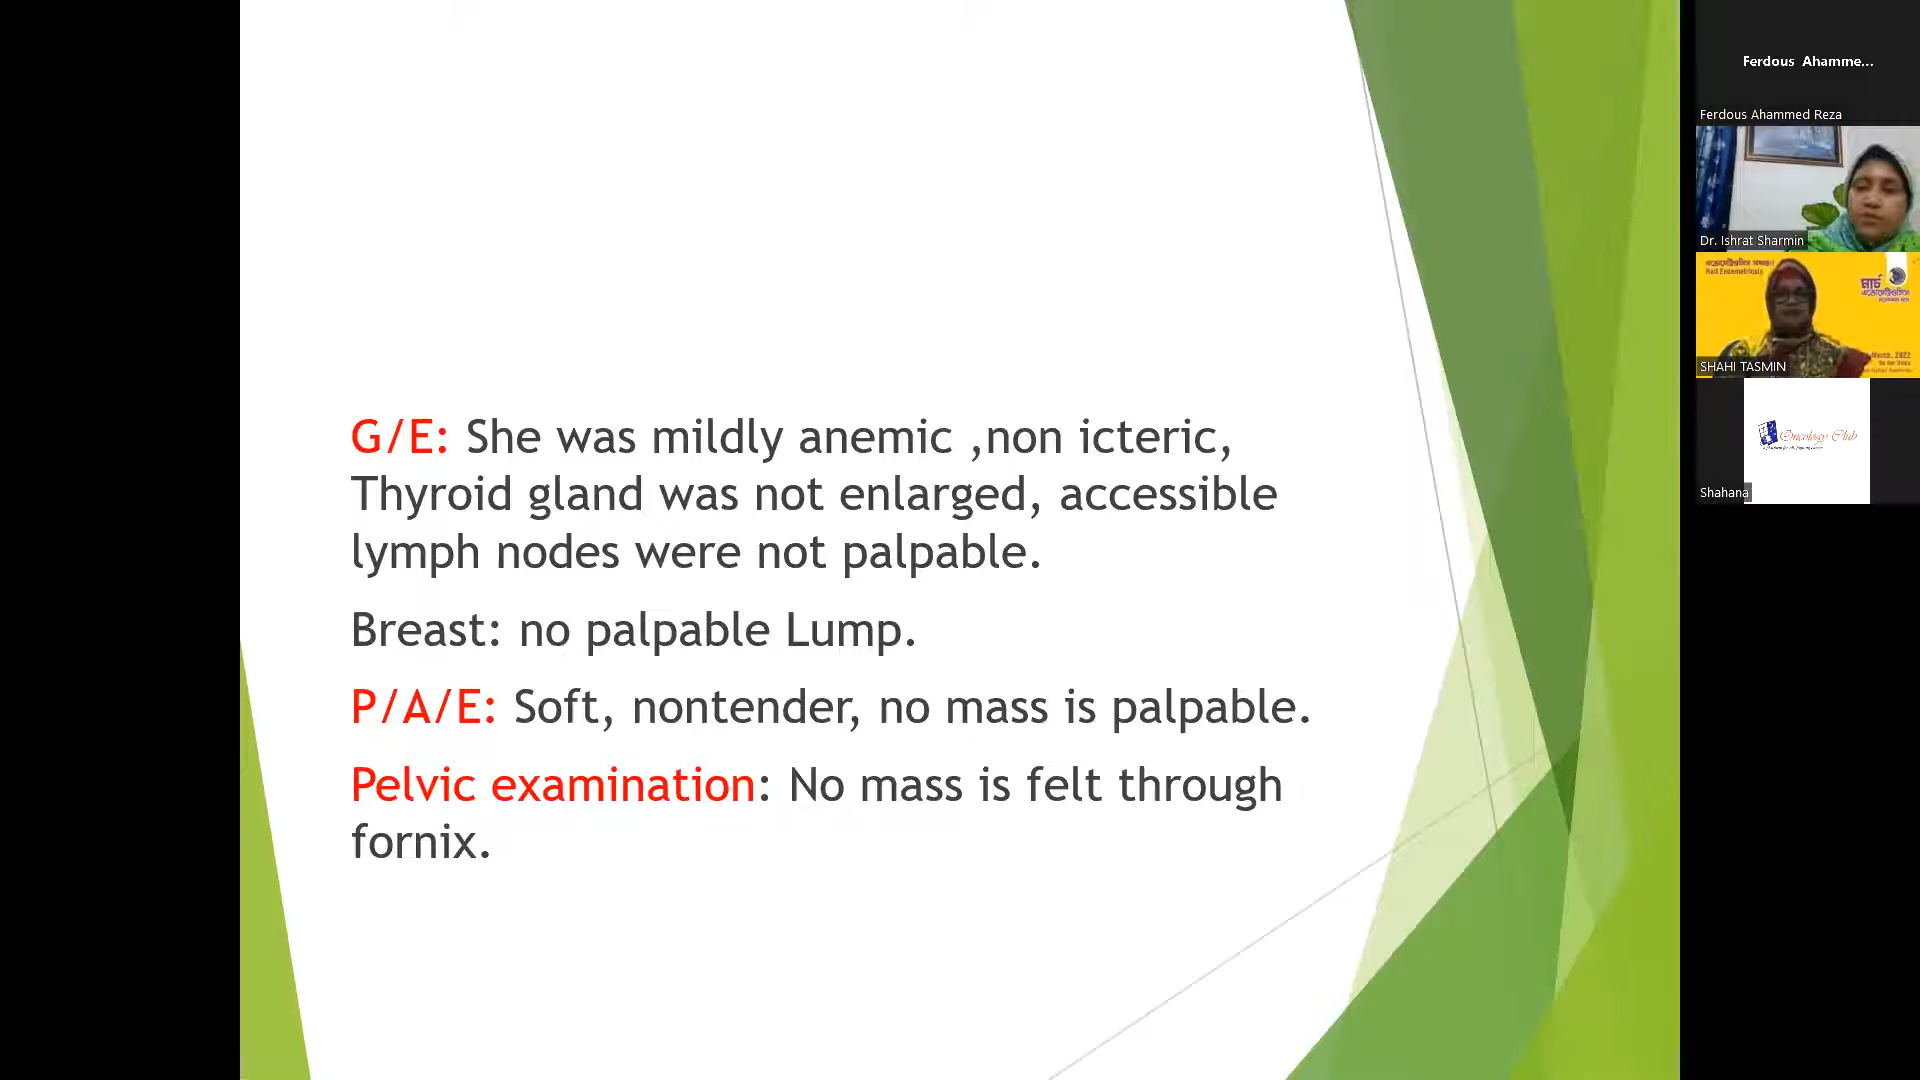 G/E: She was mildly anemic ,non icteric,
Thyroid gland was not enlarged, accessible
lymph nodes were not palpable.
Breast: no palpable Lump.
P/A/E: Soft, nontender, no mass is palpable.
Pelvic examination: No mass is felt through
fornix.
Ferdous Ahamme...
Ferdous Ahammed Reza
Dr. Ishrat Sharmin
মার্চ
March, 2022
SHAHI TASMIN
Oncology Club
Shahana